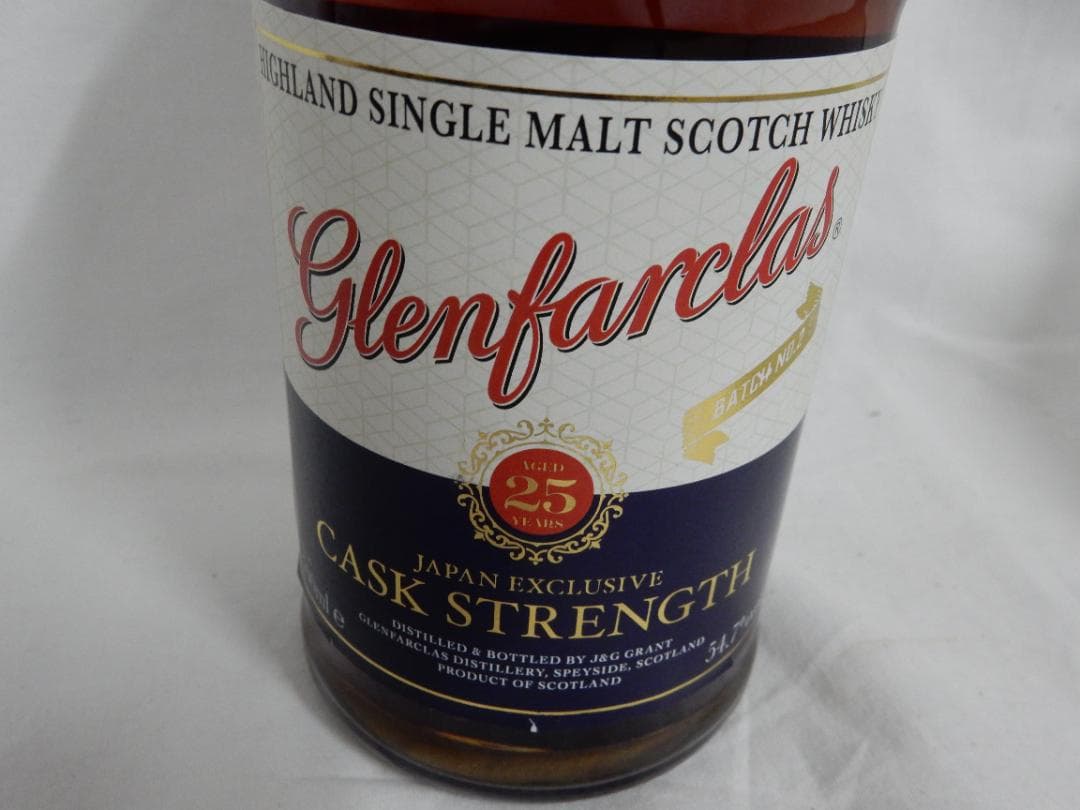 HIGHLAND SINGLE MALT SCOTCH WHISKY
Glenfarclas®
BATCH NO.2
AGED
25
YEARS
JAPAN EXCLUSIVE
CASK STRENGTH
DISTILLED & BOTTLED BY J&G GRANT
GLENFARCLAS DISTILLERY, SPEYSIDE, SCOTLAND
PRODUCT OF SCOTLAND